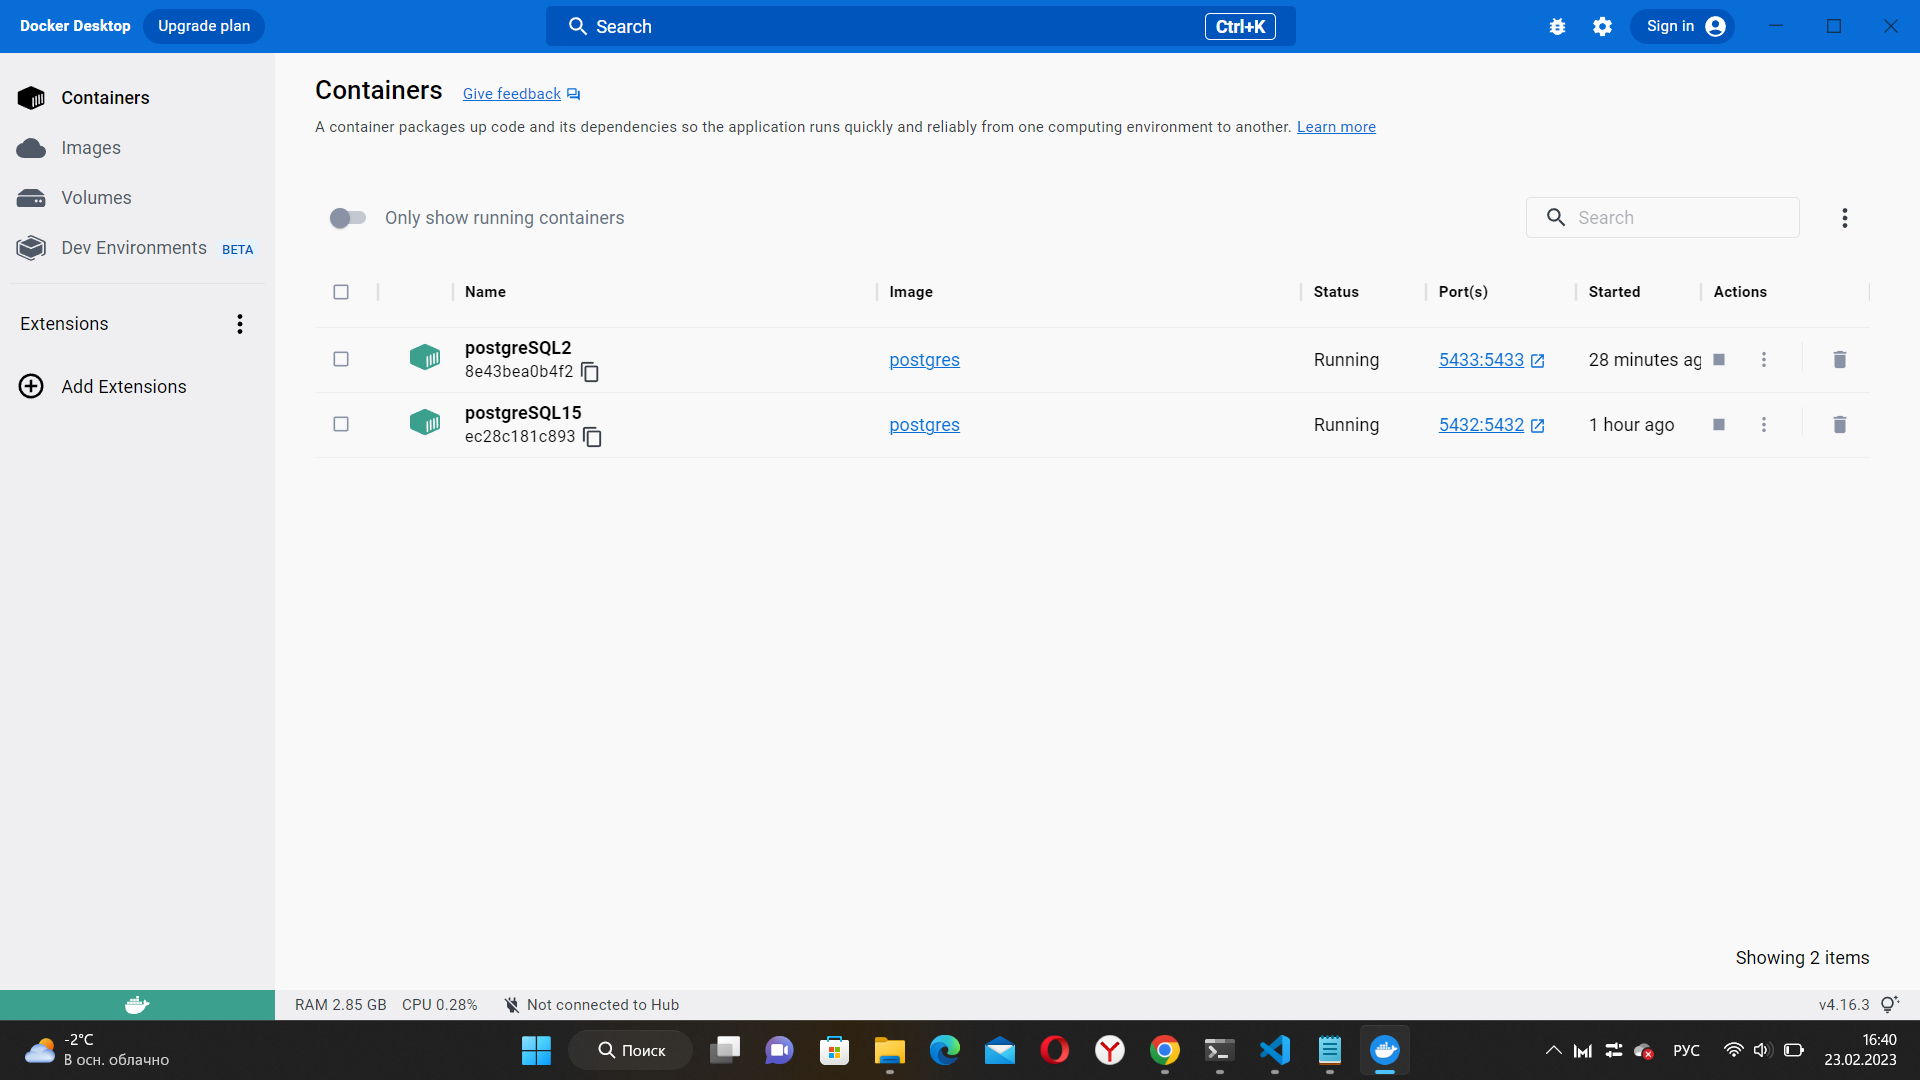 Docker Desktop
Upgrade plan
Search
Ctrl+K
Sign in
Containers
Images
Volumes
Dev Environments BETA
Extensions
Add Extensions
Containers
Give feedback
A container packages up code and its dependencies so the application runs quickly and reliably from one computing environment to another. Learn more
Only show running containers
Search
Name Image Status Port(s) Started Actions
postgreSQL2
8e43bea0b4f2
postgres Running 5433:5433 28 minutes ag
postgreSQL15
ec28c181c893
postgres Running 5432:5432 1 hour ago
Showing 2 items
RAM 2.85 GB CPU 0.28% Not connected to Hub
v4.16.3
-2°C
В осн. облачно
Поиск
РУС
16:40
23.02.2023